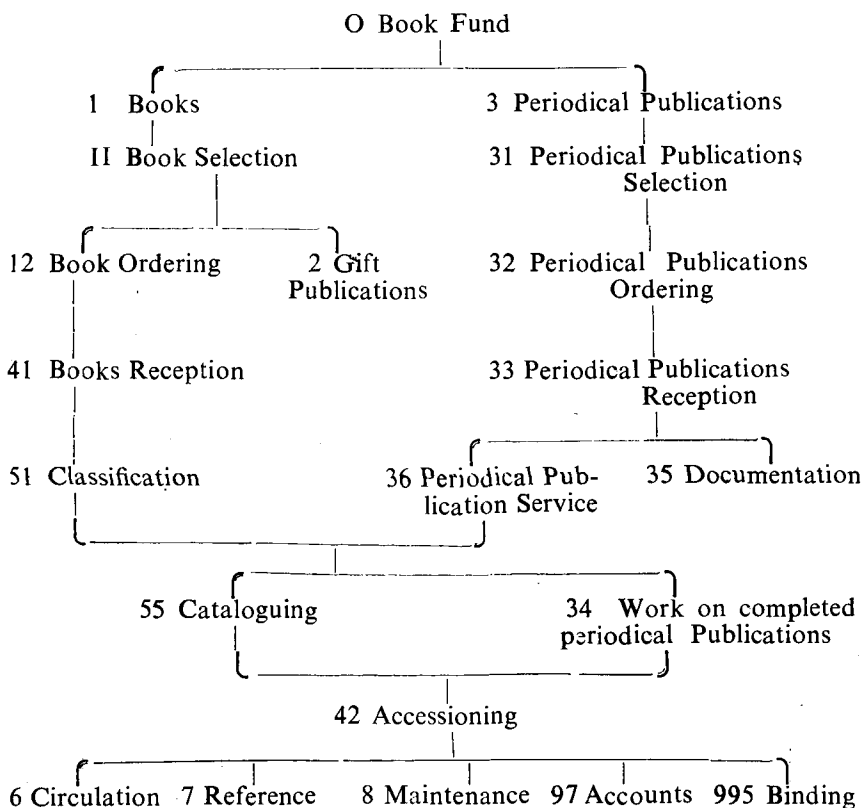 O Book Fund
1 Books
3 Periodical Publications
II Book Selection
31 Periodical Publications
Selection
12 Book Ordering
2 Gift
Publications
32 Periodical Publications
Ordering
41 Books Reception
33 Periodical Publications
Reception
51 Classification
36 Periodical Pub-
lication Service
35 Documentation
55 Cataloguing
34 Work on completed
periodical Publications
42 Accessioning
6 Circulation
7 Reference
8 Maintenance
97 Accounts
995 Binding